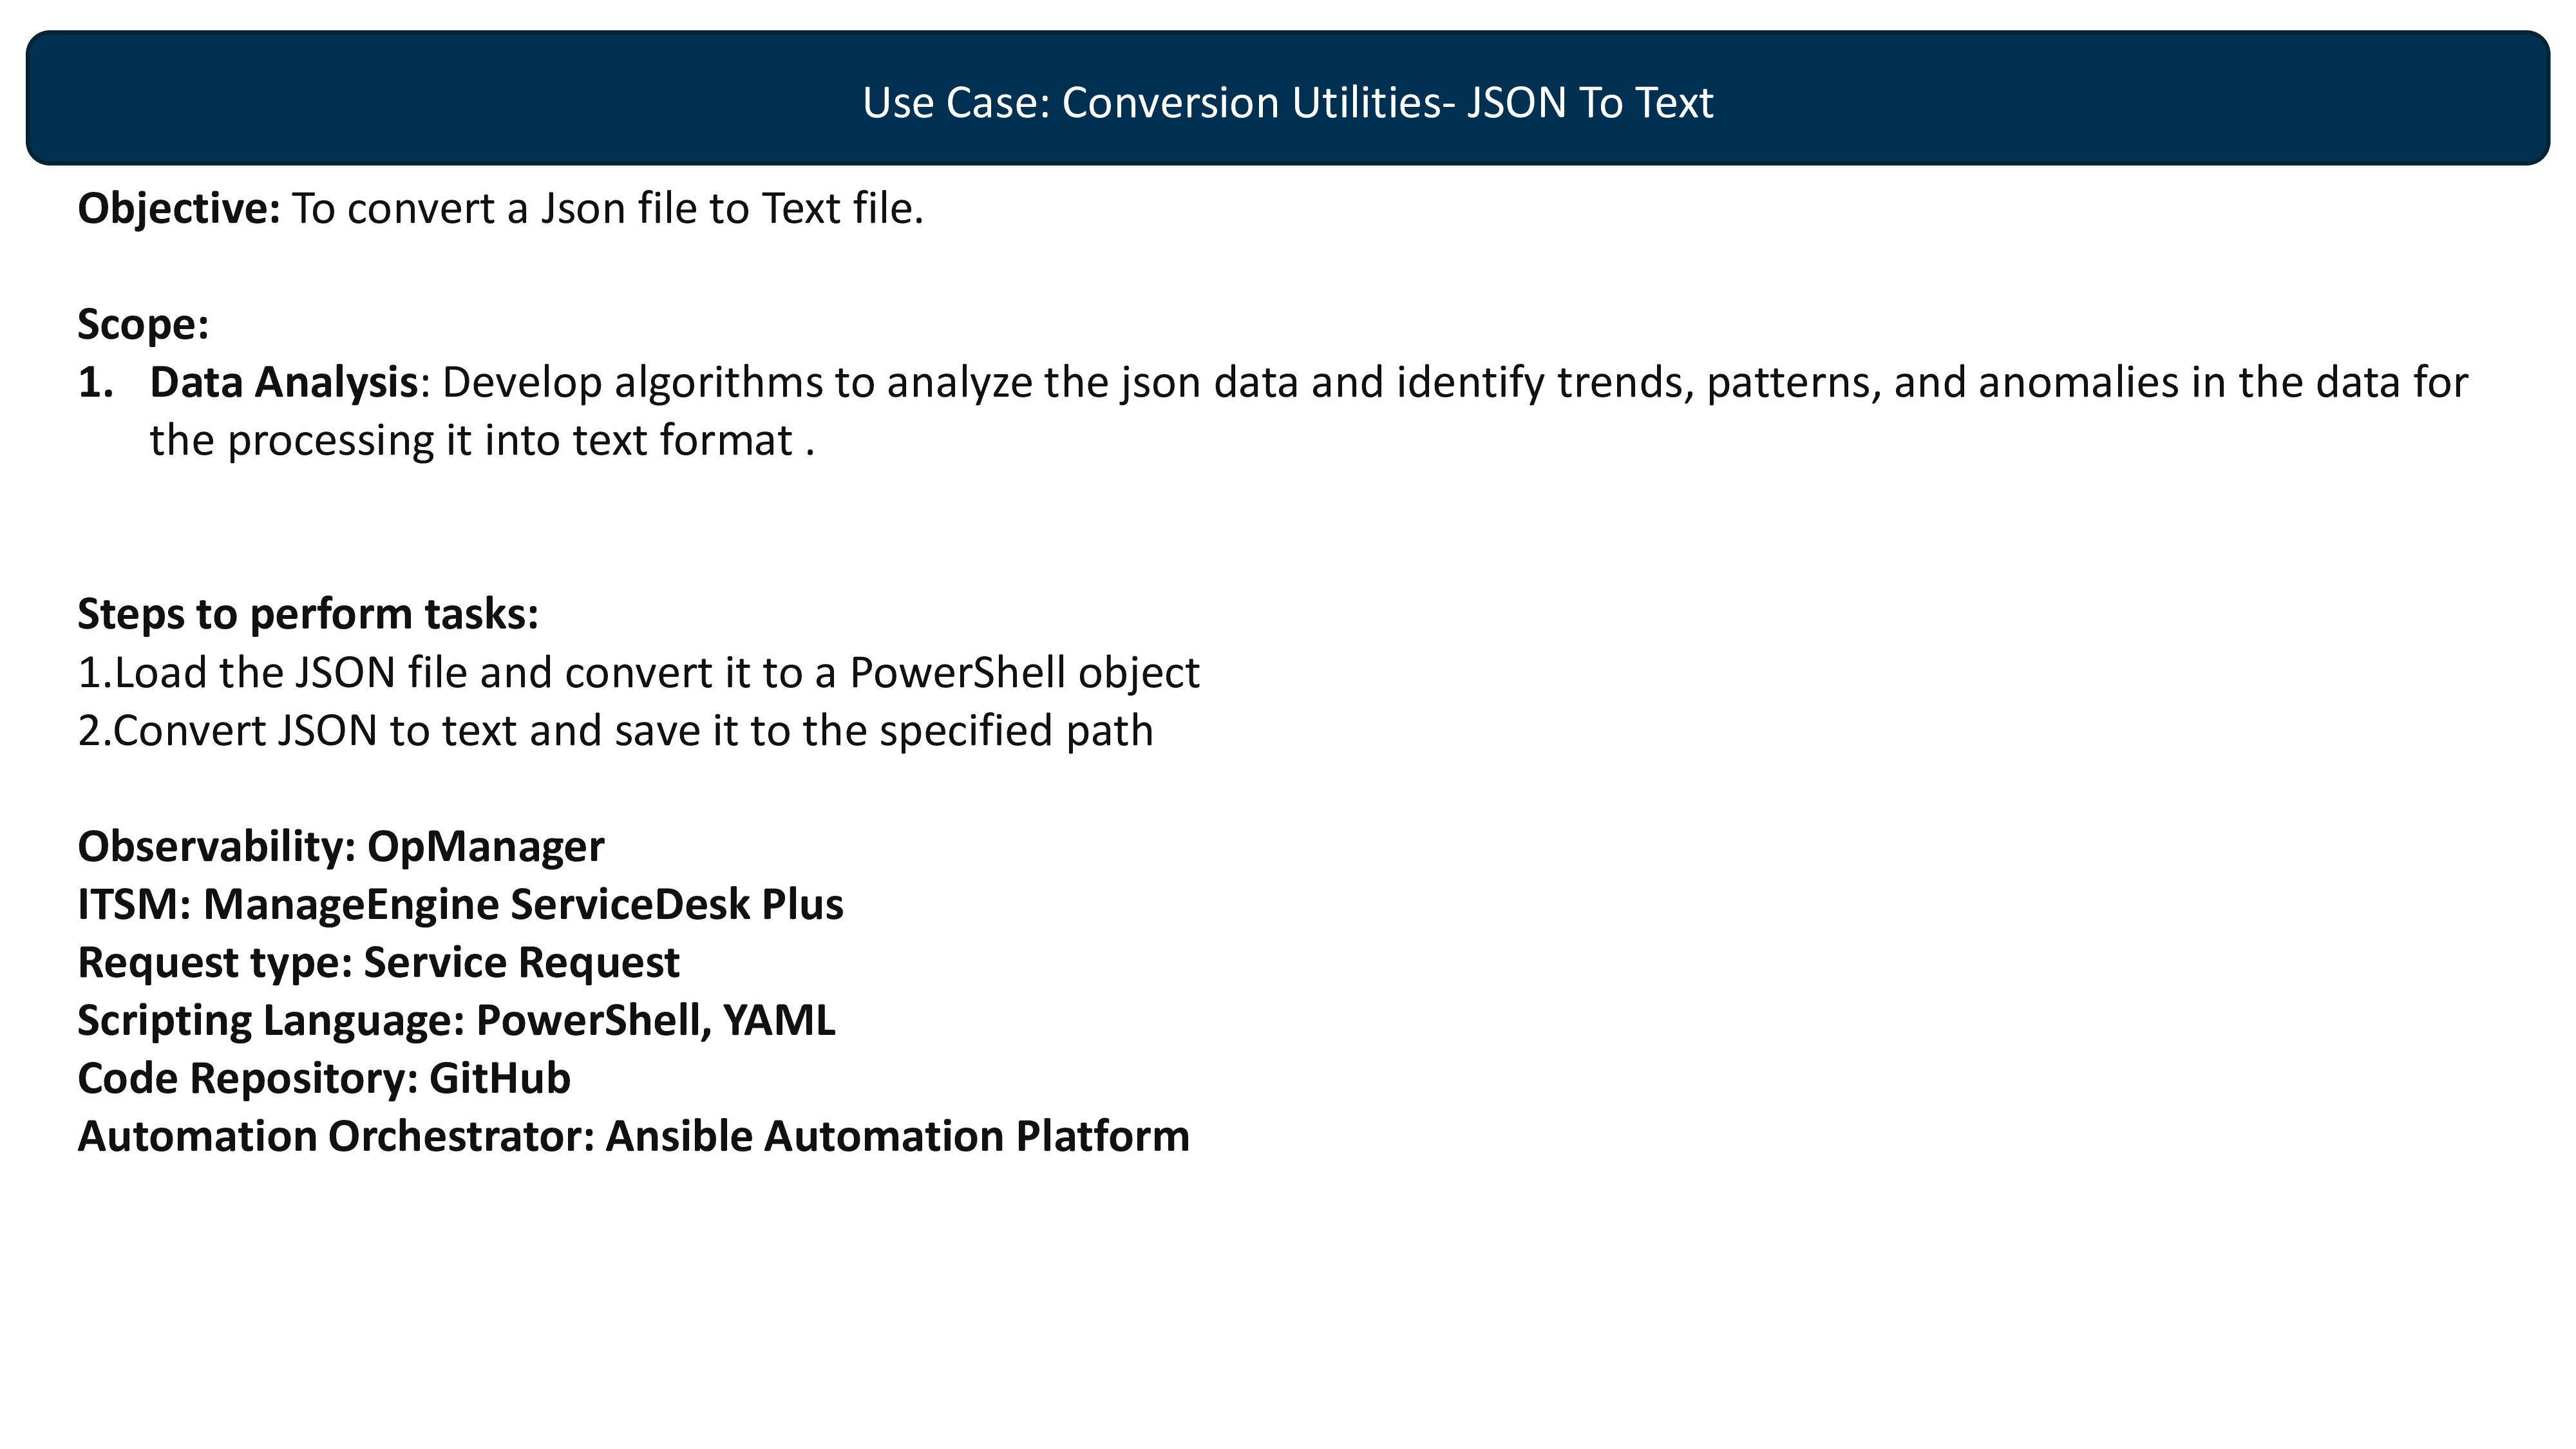 Use Case: Conversion Utilities- JSON To Text
Objective: To convert a Json file to Text file.
Scope:
1. Data Analysis: Develop algorithms to analyze the json data and identify trends, patterns, and anomalies in the data for
the processing it into text format .
Steps to perform tasks:
1.Load the JSON file and convert it to a PowerShell object
2.Convert JSON to text and save it to the specified path
Observability: OpManager
ITSM: ManageEngine ServiceDesk Plus
Request type: Service Request
Scripting Language: PowerShell, YAML
Code Repository: GitHub
Automation Orchestrator: Ansible Automation Platform